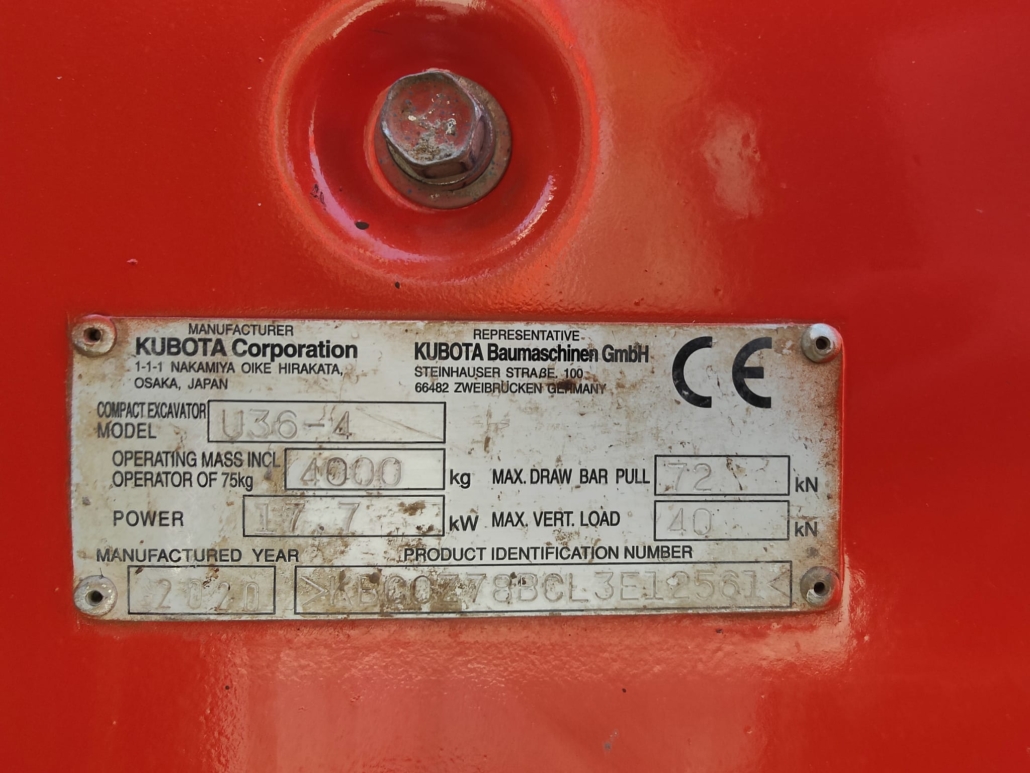 MANUFACTURER
KUBOTA Corporation
1-1-1 NAKAMIYA OIKE HIRAKATA,
OSAKA, JAPAN
REPRESENTATIVE
KUBOTA Baumaschinen GmbH
STEINHAUSER STRAßE. 100
66482 ZWEIBRÜCKEN GERMANY
CE
COMPACT EXCAVATOR
MODEL U36-4
OPERATING MASS INCL
OPERATOR OF 75kg 4000 kg
MAX. DRAW BAR PULL 72 kN
POWER 17.7 kW
MAX. VERT. LOAD 40 kN
MANUFACTURED YEAR
2020
PRODUCT IDENTIFICATION NUMBER